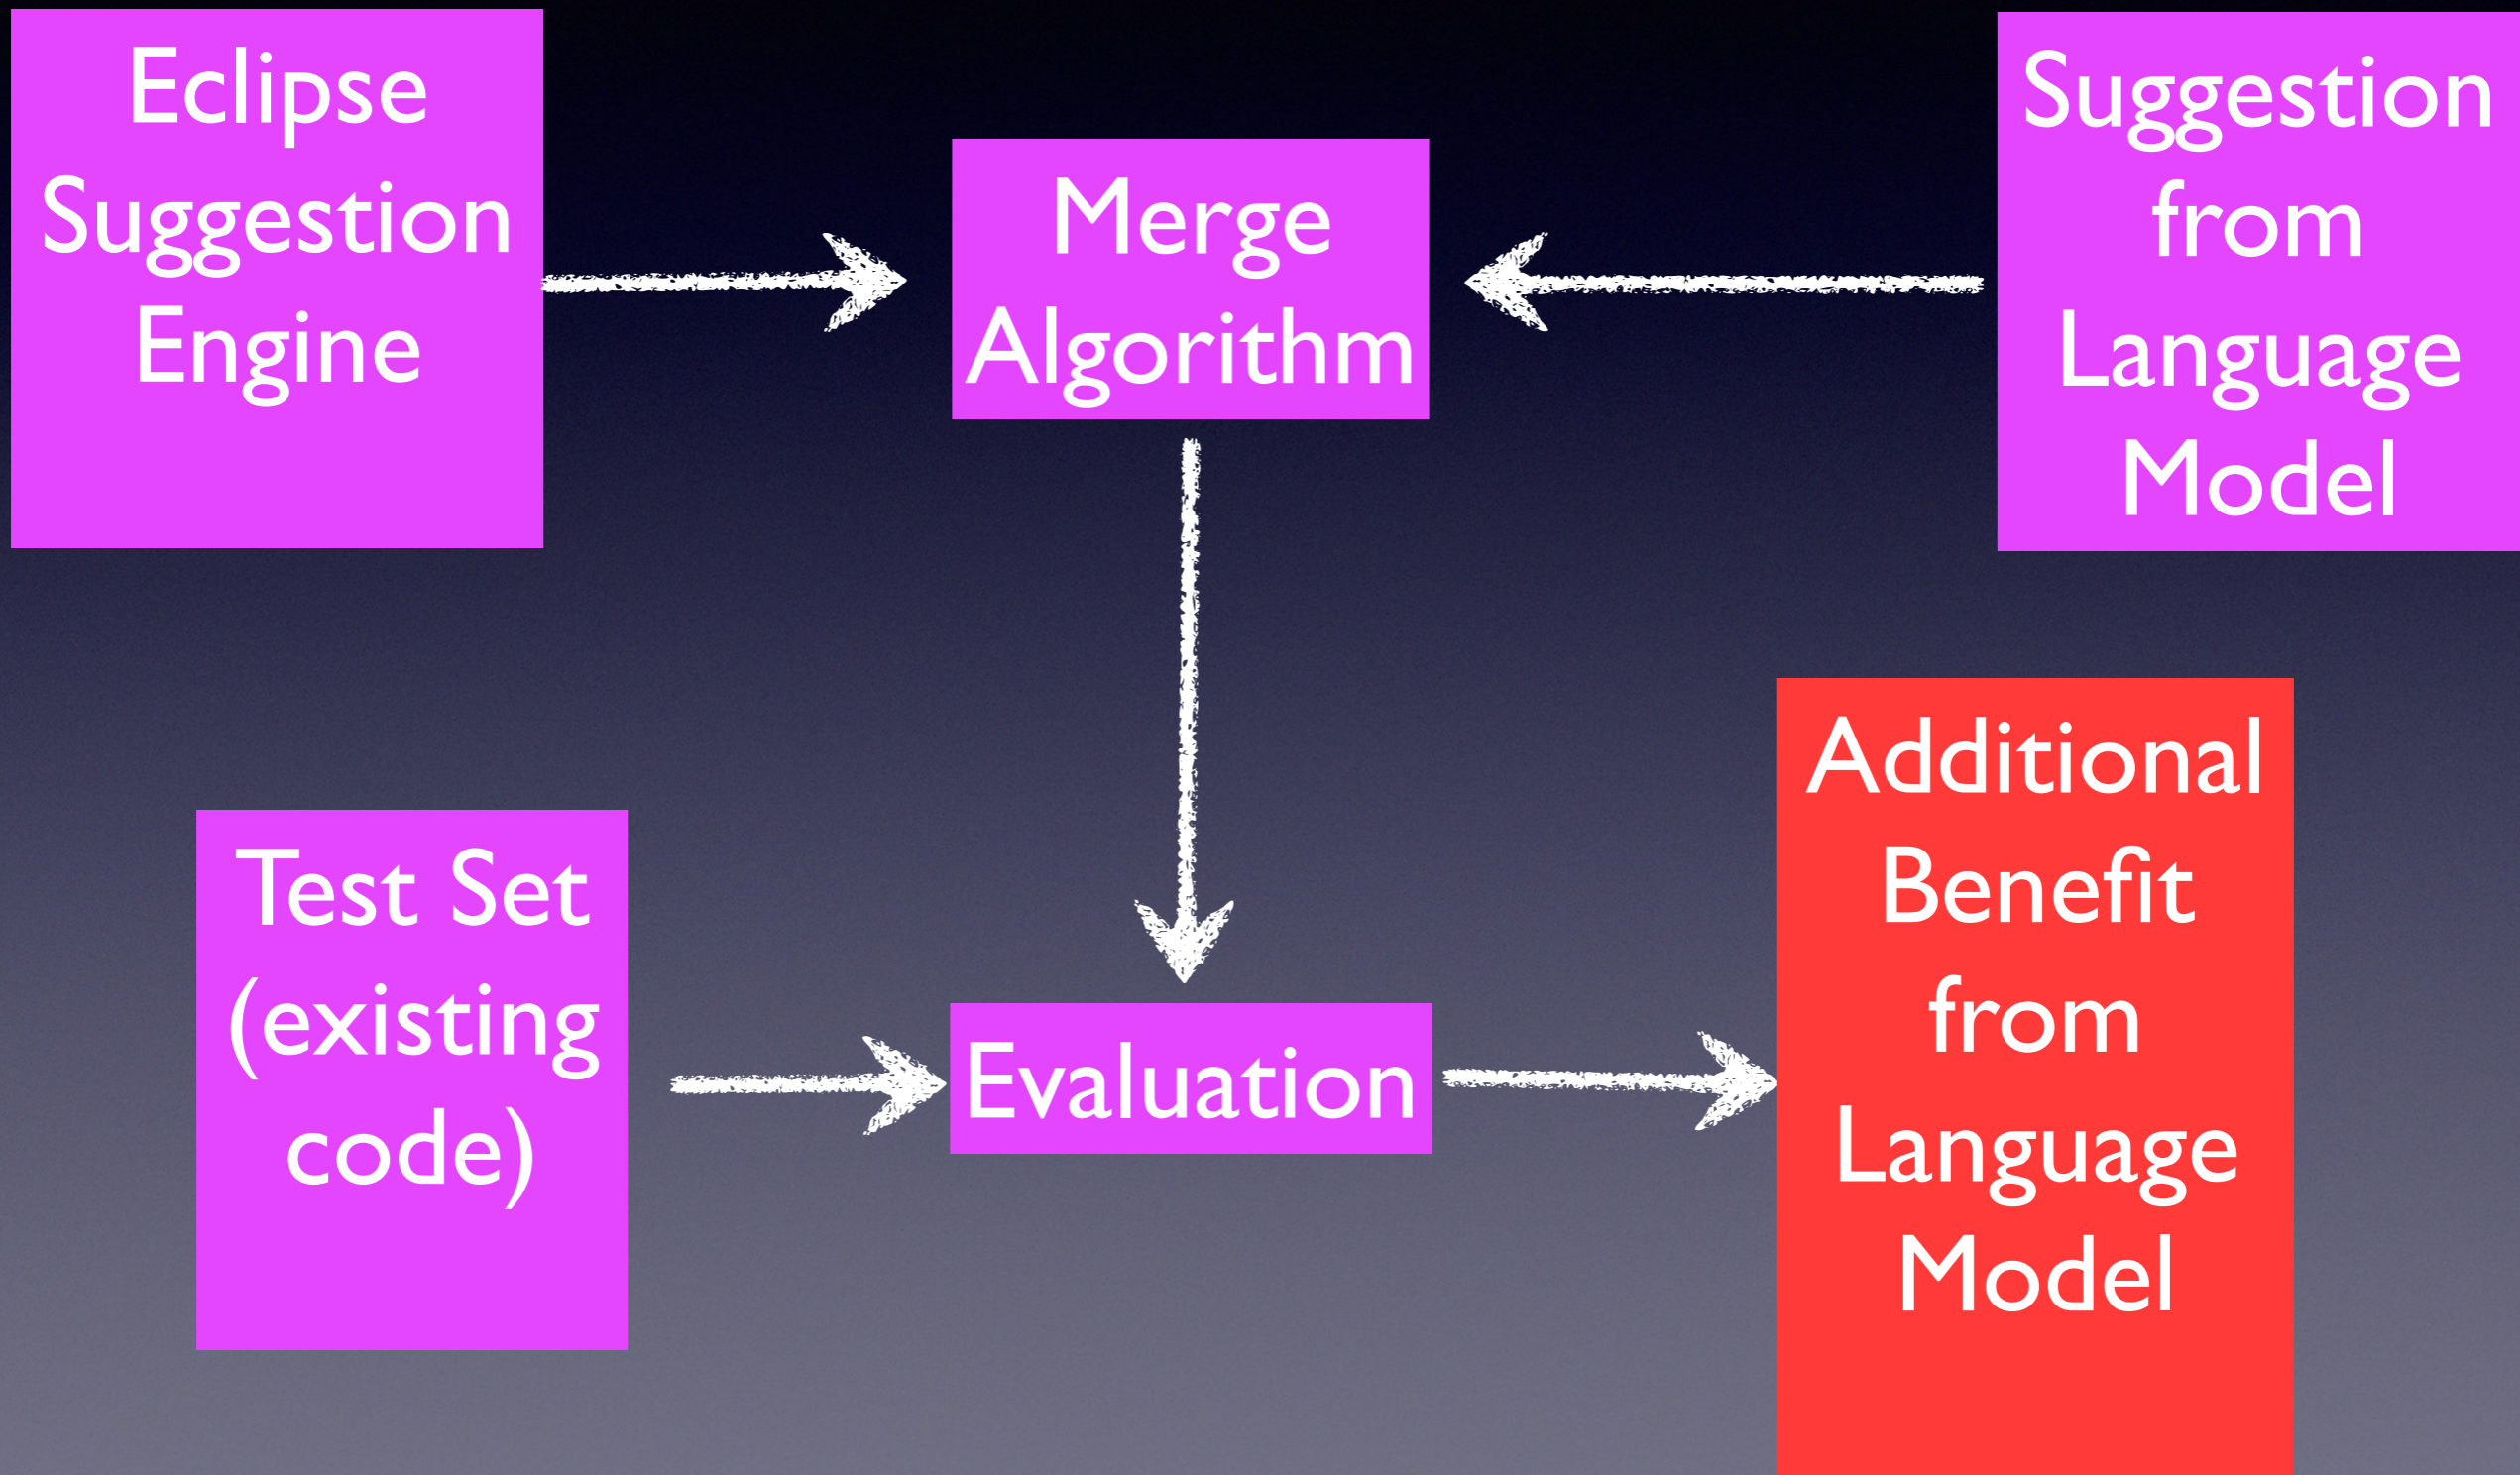 Eclipse
Suggestion
Engine
Merge
Algorithm
Suggestion
from
Language
Model
Test Set
(existing
code)
Evaluation
Additional
Benefit
from
Language
Model